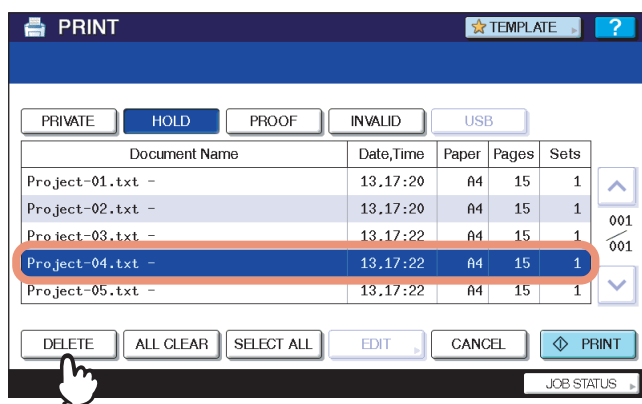 PRINT TEMPLATE ?
PRIVATE HOLD PROOF INVALID USB
Document Name Date,Time Paper Pages Sets
Project-01.txt - 13,17:20 A4 15 1
Project-02.txt - 13,17:20 A4 15 1
001
Project-03.txt - 13,17:22 A4 15 1
001
Project-04.txt - 13,17:22 A4 15 1
Project-05.txt - 13,17:22 A4 15 1
DELETE ALL CLEAR SELECT ALL EDIT CANCEL PRINT
JOB STATUS